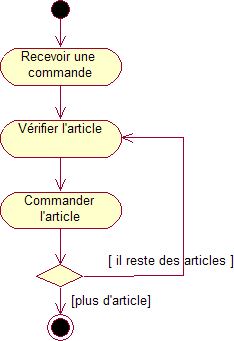 Recevoir une
commande
Vérifier l'article
Commander
l'article
[ il reste des articles ]
[plus d'article]